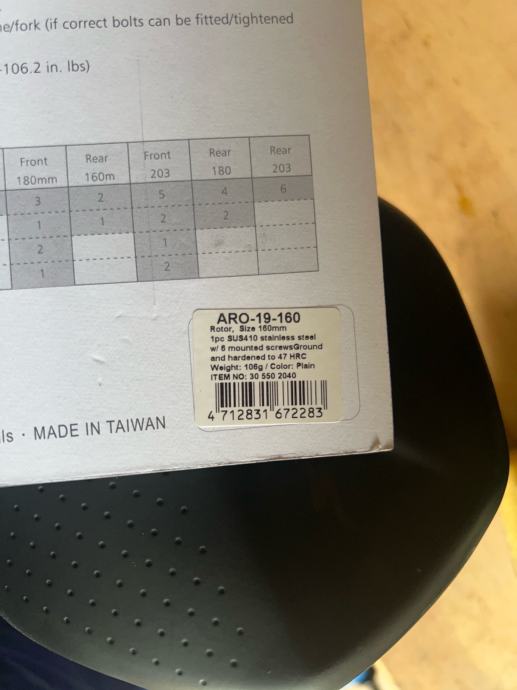 e/fork (if correct bolts can be fitted/tightened
-106.2 in. lbs)
Front Rear Front Rear Rear
180mm 160m 203 180 203
3 2 5 4 6
1 1 2 2
2 1
1 2
ARO-19-160
Rotor, Size 160mm
1pc SUS410 stainless steel
w/ 6 mounted screwsGround
and hardened to 47 HRC
Weight: 106g / Color: Plain
ITEM NO: 30 550 2040
4 712831 672283
ls · MADE IN TAIWAN